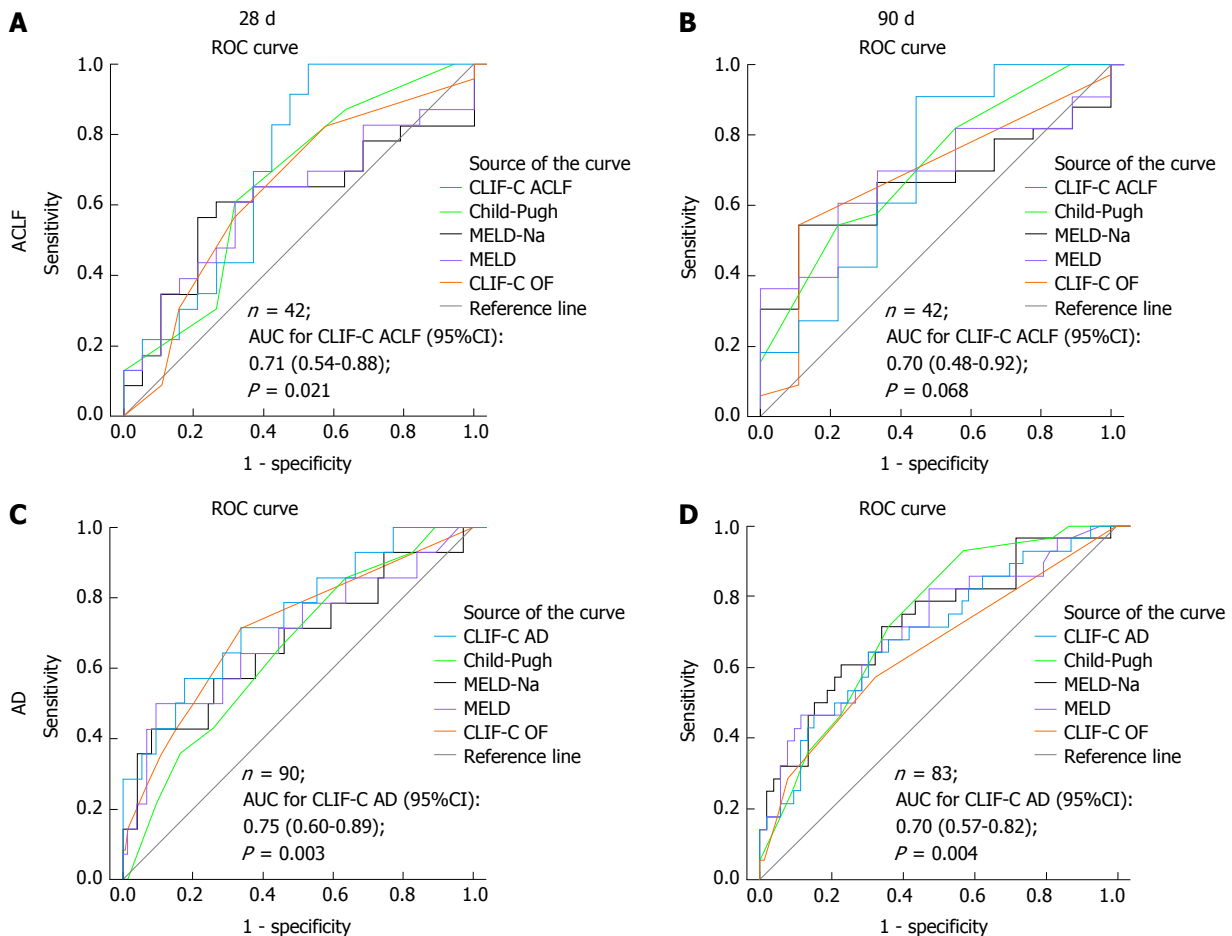 A
28 d
ROC curve
1.0
0.8
0.6
0.4
0.2
0.0
ACLF
Sensitivity
Source of the curve
CLIF-C ACLF
Child-Pugh
MELD-Na
MELD
CLIF-C OF
Reference line
n = 42;
AUC for CLIF-C ACLF (95%CI):
0.71 (0.54-0.88);
P = 0.021
0.0 0.2 0.4 0.6 0.8 1.0
1 - specificity
B
90 d
ROC curve
1.0
0.8
0.6
0.4
0.2
0.0
Sensitivity
Source of the curve
CLIF-C ACLF
Child-Pugh
MELD-Na
MELD
CLIF-C OF
Reference line
n = 42;
AUC for CLIF-C ACLF (95%CI):
0.70 (0.48-0.92);
P = 0.068
0.0 0.2 0.4 0.6 0.8 1.0
1 - specificity
C
ROC curve
1.0
0.8
0.6
0.4
0.2
0.0
AD
Sensitivity
Source of the curve
CLIF-C AD
Child-Pugh
MELD-Na
MELD
CLIF-C OF
Reference line
n = 90;
AUC for CLIF-C AD (95%CI):
0.75 (0.60-0.89);
P = 0.003
0.0 0.2 0.4 0.6 0.8 1.0
1 - specificity
D
ROC curve
1.0
0.8
0.6
0.4
0.2
0.0
Sensitivity
Source of the curve
CLIF-C AD
Child-Pugh
MELD-Na
MELD
CLIF-C OF
Reference line
n = 83;
AUC for CLIF-C AD (95%CI):
0.70 (0.57-0.82);
P = 0.004
0.0 0.2 0.4 0.6 0.8 1.0
1 - specificity